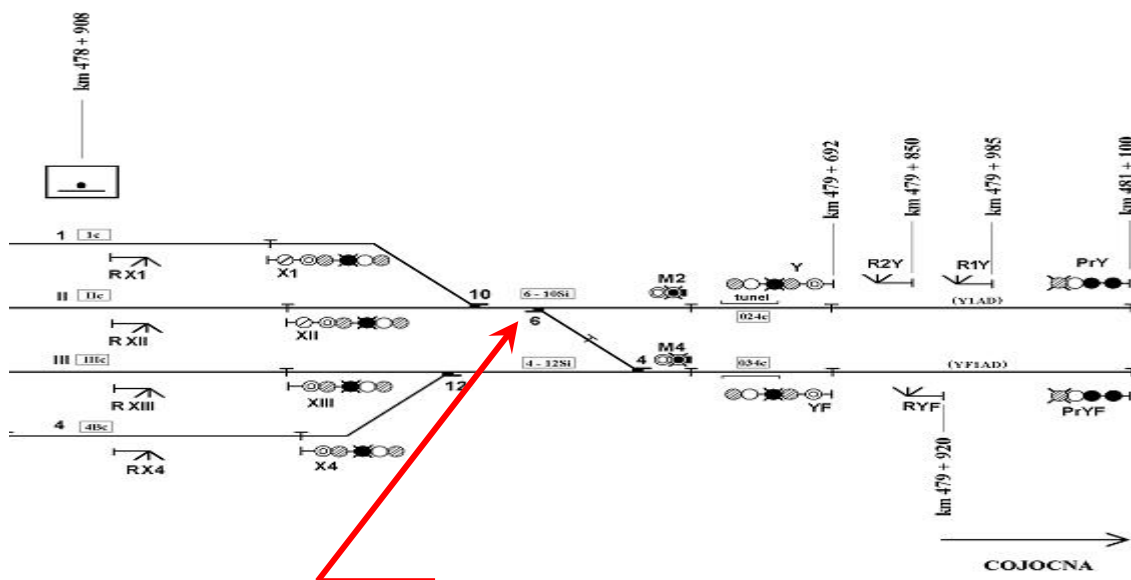 km 478 + 908
km 479 + 692
km 479 + 850
km 479 + 985
km 481 + 100
1 1c
R X1
X1
M2
Y
R2Y
R1Y
PrY
II IIc
10
6 - 10Si
tunel
024c
(Y1AD)
R XII
XII
6
M4
III IIIc
4 - 12Si
4
034c
(YF1AD)
R XIII
XIII
12
YF
RYF
PrYF
4 4Bc
RX4
X4
km 479 + 920
COJOCNA